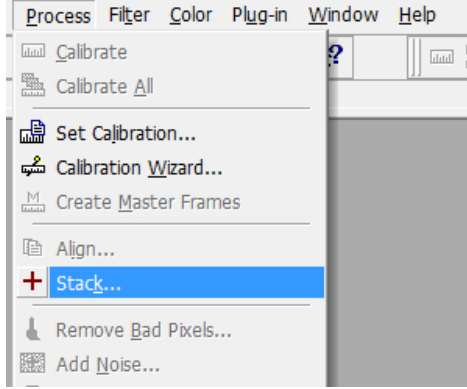 Process Filter Color Plug-in Window Help
Calibrate
Calibrate All
Set Calibration...
Calibration Wizard...
Create Master Frames
Align...
Stack...
Remove Bad Pixels...
Add Noise...